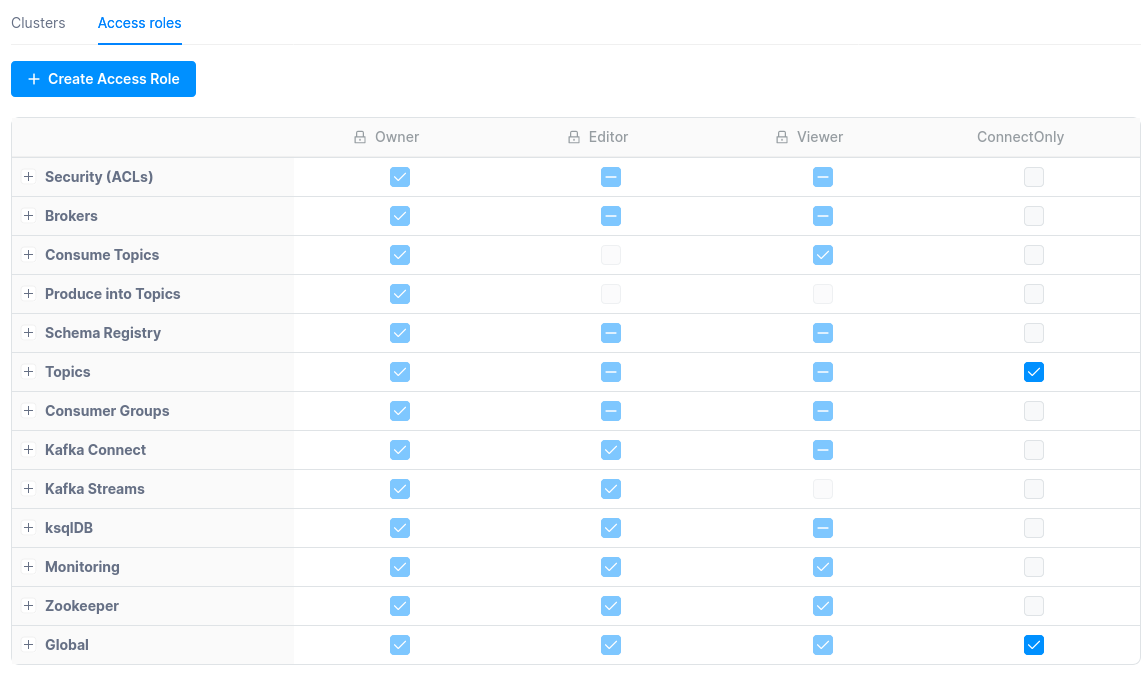 Clusters Access roles
+ Create Access Role
Owner Editor Viewer ConnectOnly
Security (ACLs)
Brokers
Consume Topics
Produce into Topics
Schema Registry
Topics
Consumer Groups
Kafka Connect
Kafka Streams
ksqlDB
Monitoring
Zookeeper
Global